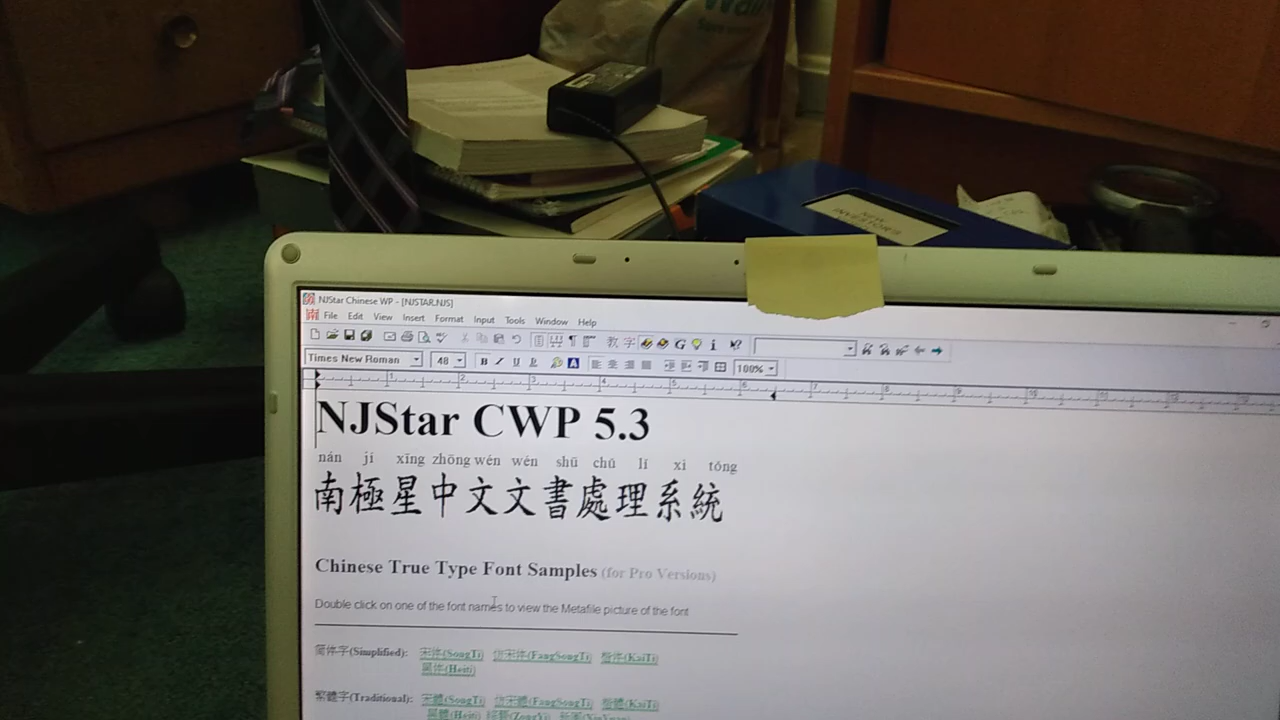 NEW
INVESTORS
NJStar Chinese WP - [NJSTAR.NJS]
File Edit View Insert Format Input Tools Window Help
Times New Roman 48 B I U 100%
NJStar CWP 5.3
nán jí xīng zhōng wén wén shū chǔ lǐ xì tǒng
南極星中文文書處理系統
Chinese True Type Font Samples (for Pro Versions)
Double click on one of the font names to view the Metafile picture of the font
简体字(Simplified): 宋体(SongTi) 仿宋体(FangSongTi) 楷体(KaiTi)
黑体(Heiti)
繁體字(Traditional): 宋體(SongTi) 仿宋體(FangSongTi) 楷體(KaiTi)
黑體(Heiti)